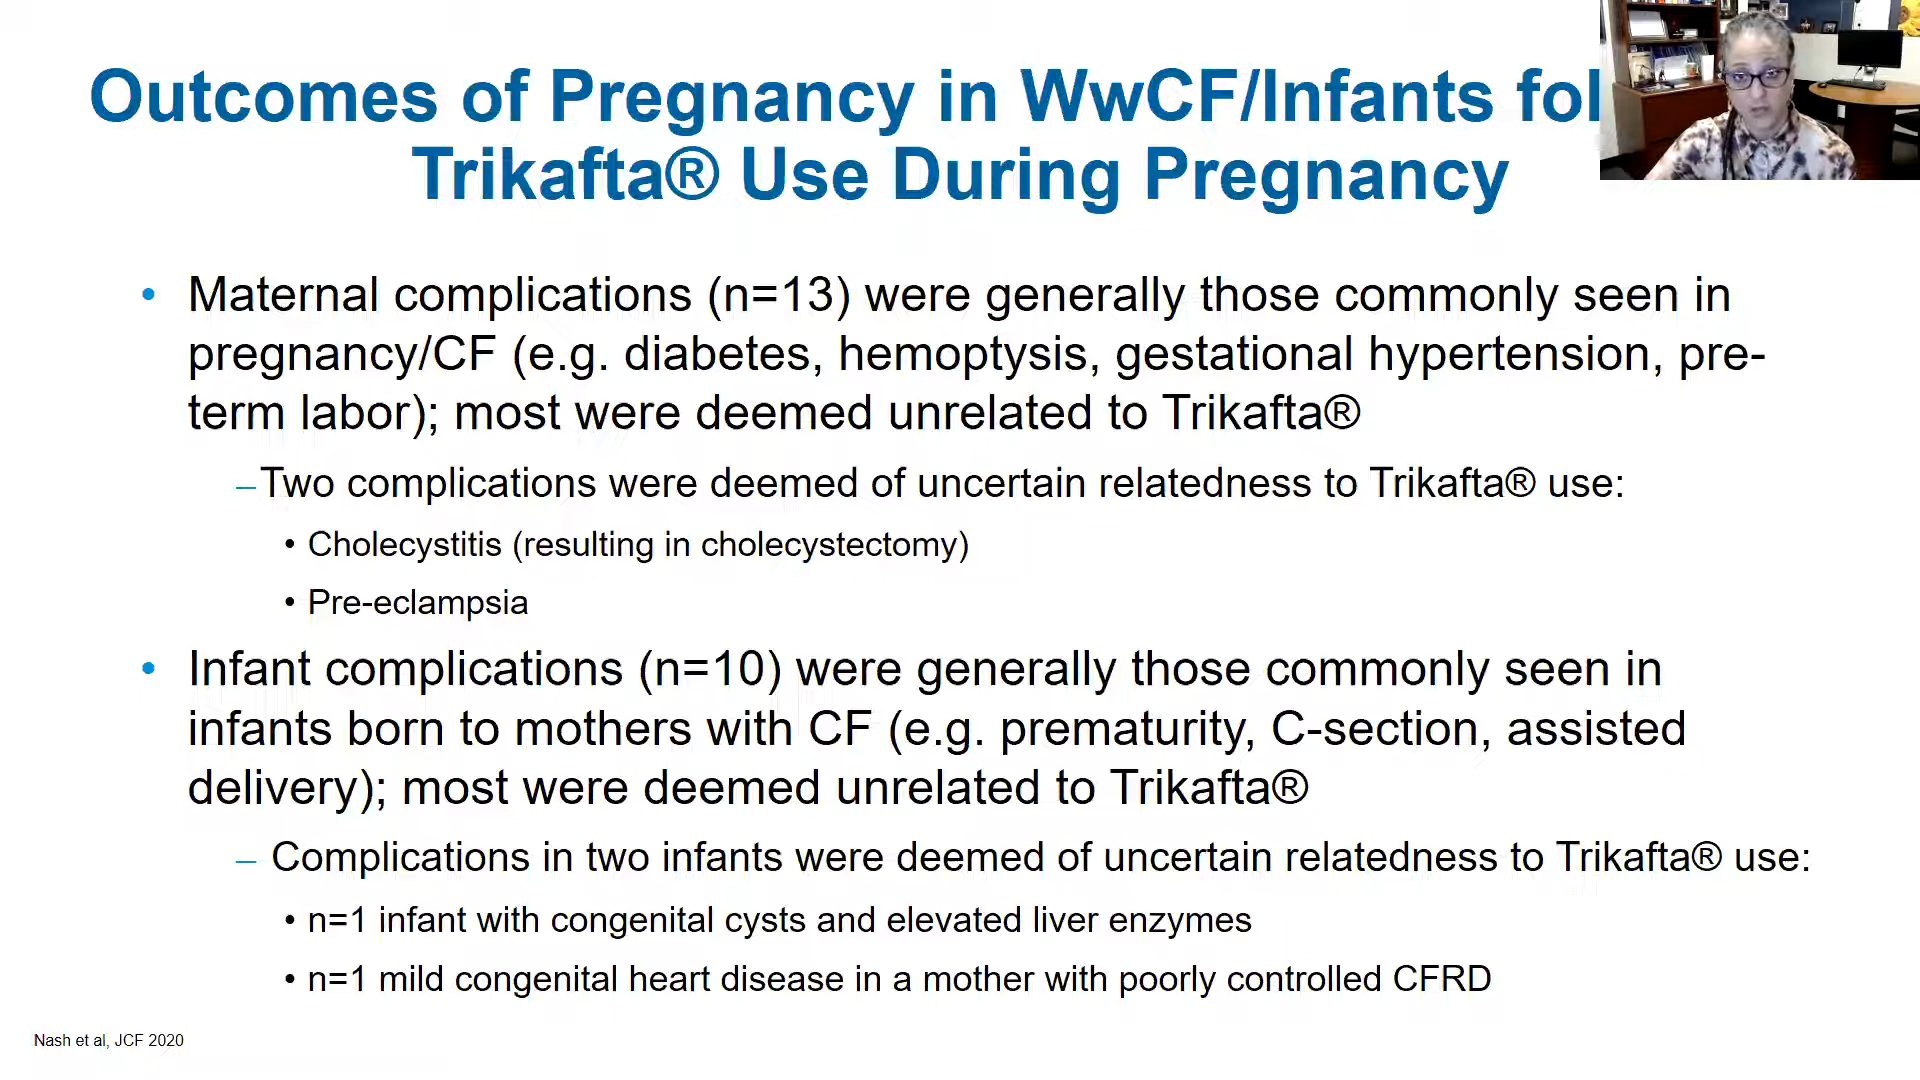 Outcomes of Pregnancy in WwCF/Infants
Trikafta® Use During Pregnancy
• Maternal complications (n=13) were generally those commonly seen in
pregnancy/CF (e.g. diabetes, hemoptysis, gestational hypertension, pre-
term labor); most were deemed unrelated to Trikafta®
–Two complications were deemed of uncertain relatedness to Trikafta® use:
• Cholecystitis (resulting in cholecystectomy)
• Pre-eclampsia
• Infant complications (n=10) were generally those commonly seen in
infants born to mothers with CF (e.g. prematurity, C-section, assisted
delivery); most were deemed unrelated to Trikafta®
– Complications in two infants were deemed of uncertain relatedness to Trikafta® use:
• n=1 infant with congenital cysts and elevated liver enzymes
• n=1 mild congenital heart disease in a mother with poorly controlled CFRD
Nash et al, JCF 2020